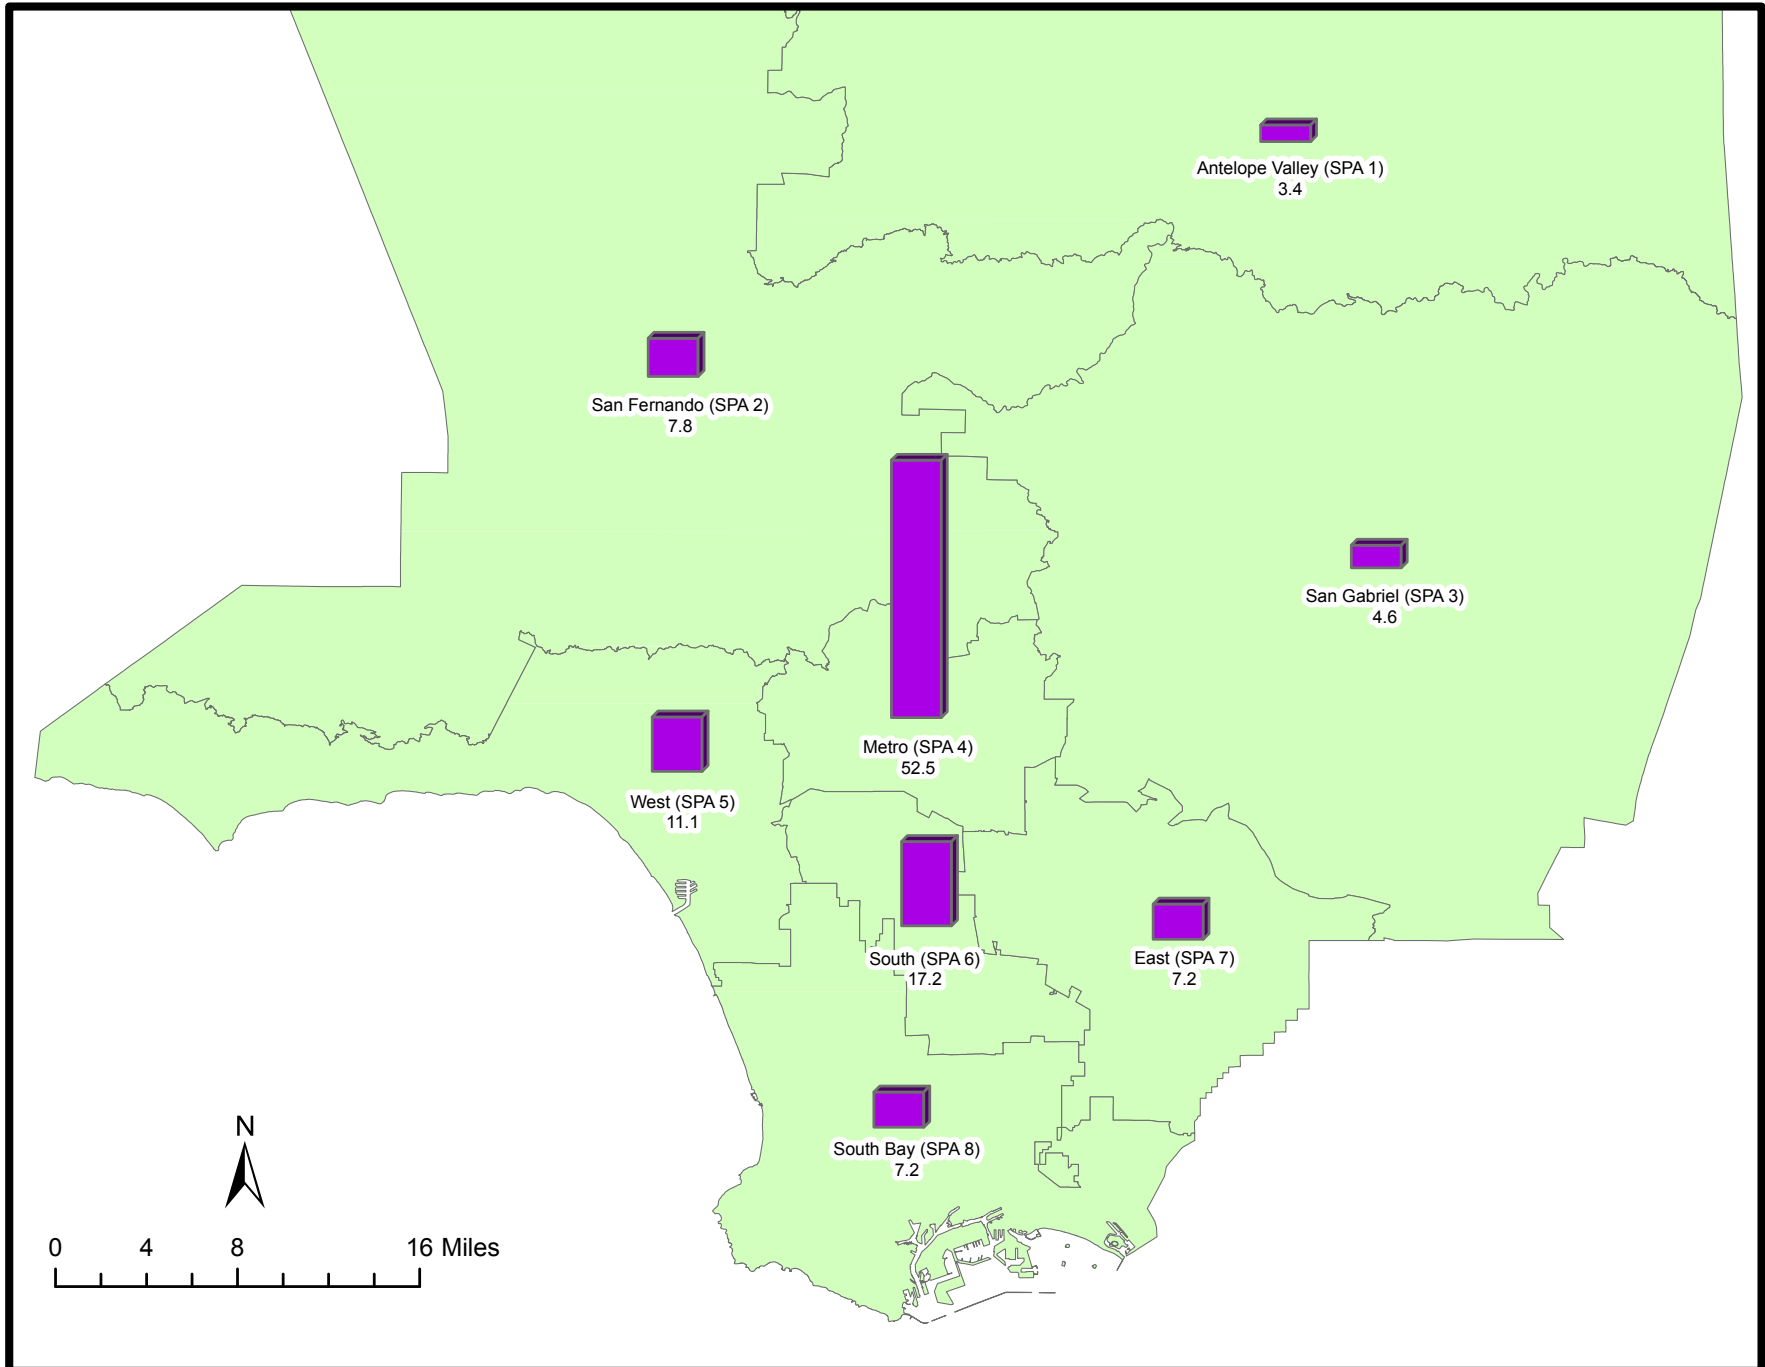 Antelope Valley (SPA 1)
3.4
San Fernando (SPA 2)
7.8
San Gabriel (SPA 3)
4.6
Metro (SPA 4)
52.5
West (SPA 5)
11.1
South (SPA 6)
17.2
East (SPA 7)
7.2
South Bay (SPA 8)
7.2
N
0 4 8 16 Miles